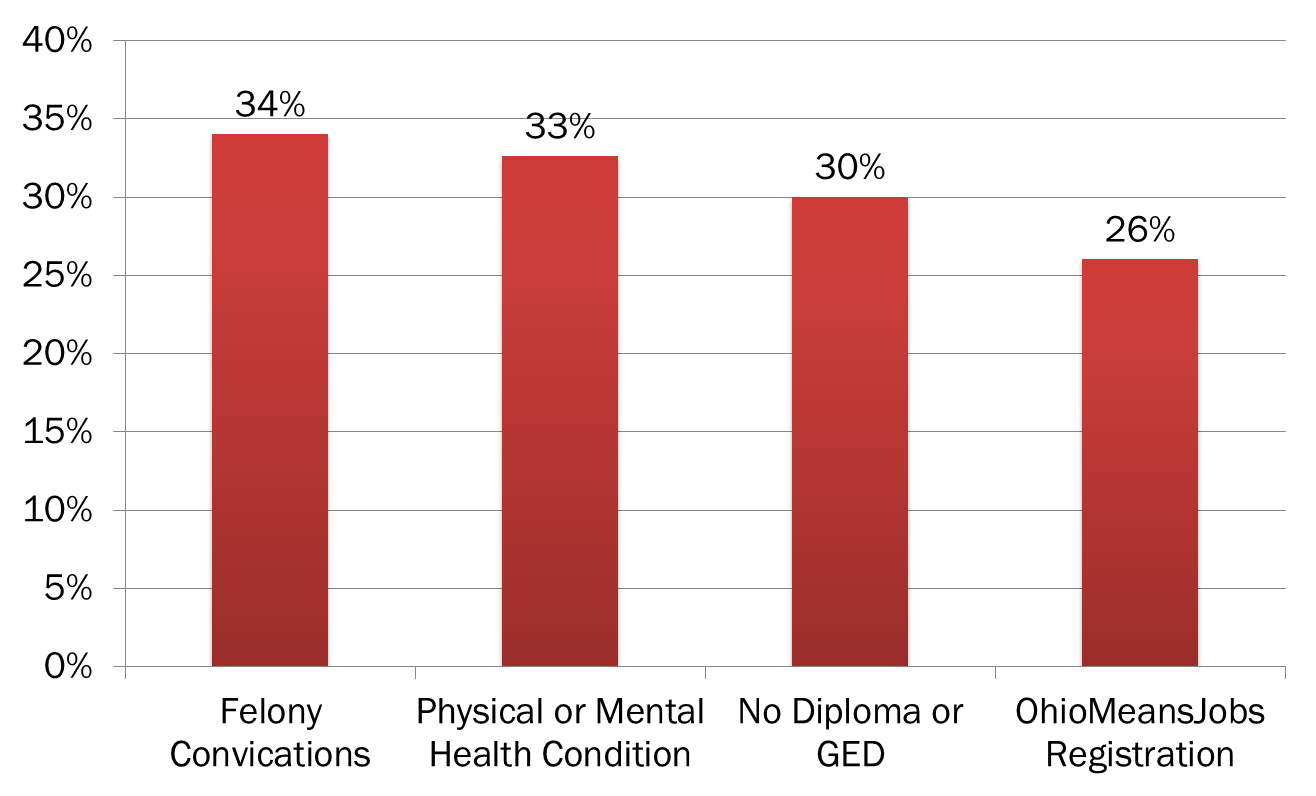 40%
35%
30%
25%
20%
15%
10%
5%
0%
34%
33%
30%
26%
Felony
Convications
Physical or Mental
Health Condition
No Diploma or
GED
OhioMeansJobs
Registration